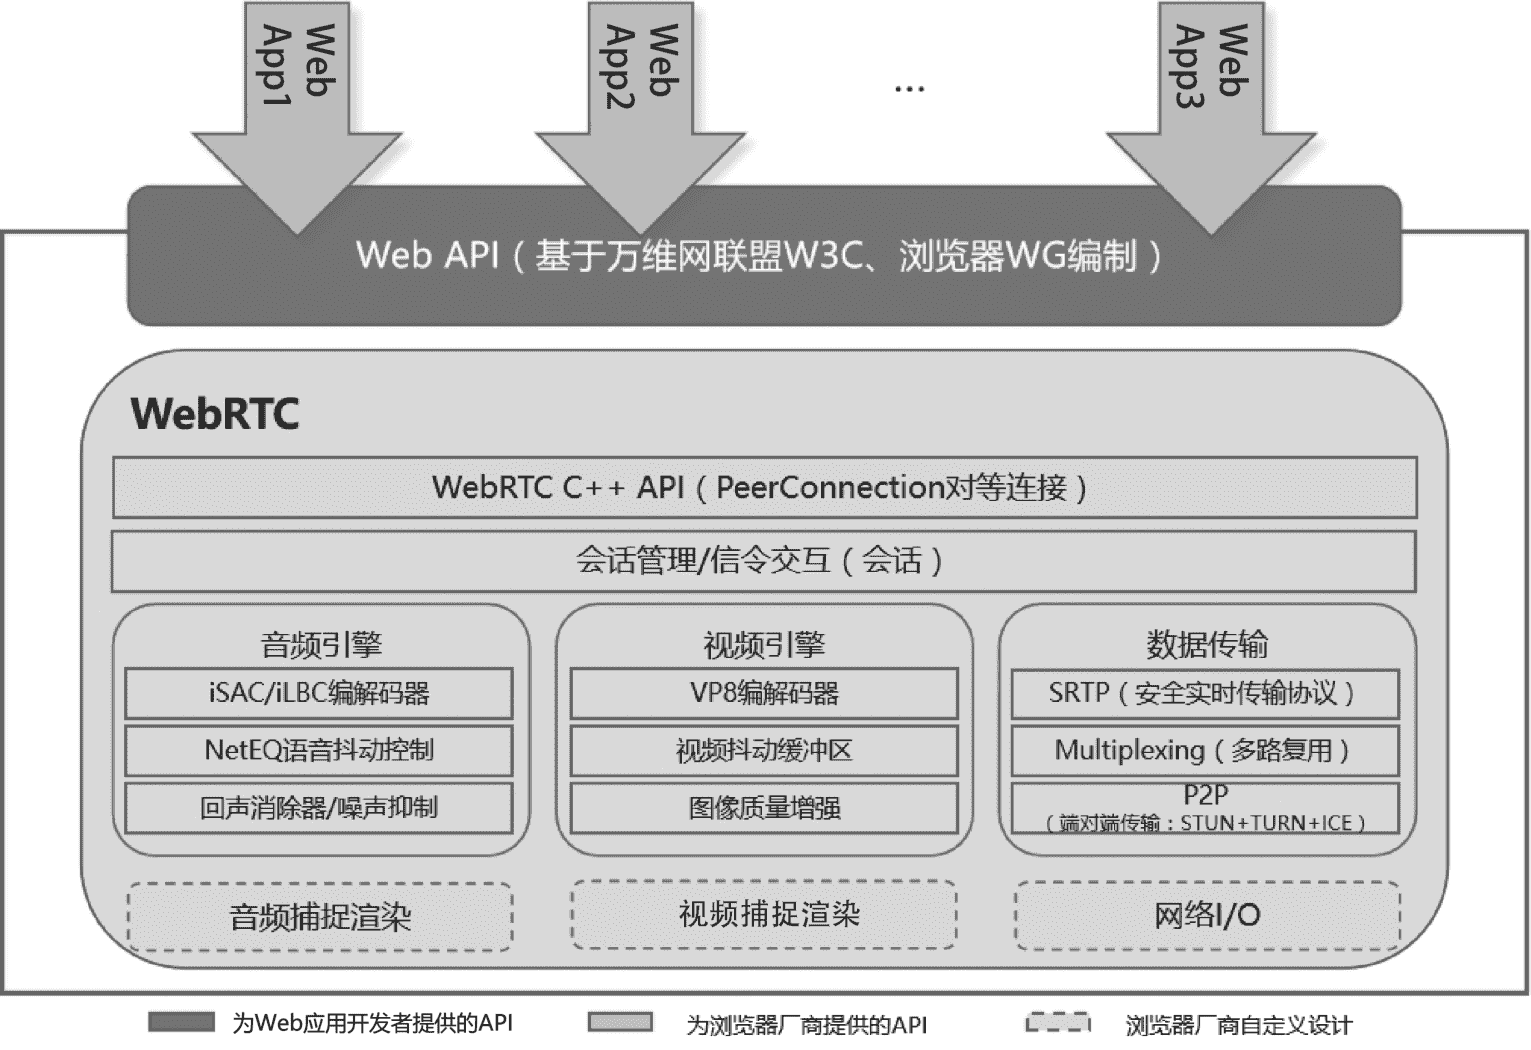 Web
App1
Web
App2
...
Web
App3
Web API（基于万维网联盟W3C、浏览器WG编制）
WebRTC
WebRTC C++ API（PeerConnection对等连接）
会话管理/信令交互（会话）
音频引擎
iSAC/iLBC编解码器
NetEQ语音抖动控制
回声消除器/噪声抑制
视频引擎
VP8编解码器
视频抖动缓冲区
图像质量增强
数据传输
SRTP（安全实时传输协议）
Multiplexing（多路复用）
P2P
（端对端传输：STUN+TURN+ICE）
音频捕捉渲染
视频捕捉渲染
网络I/O
为Web应用开发者提供的API
为浏览器厂商提供的API
浏览器厂商自定义设计